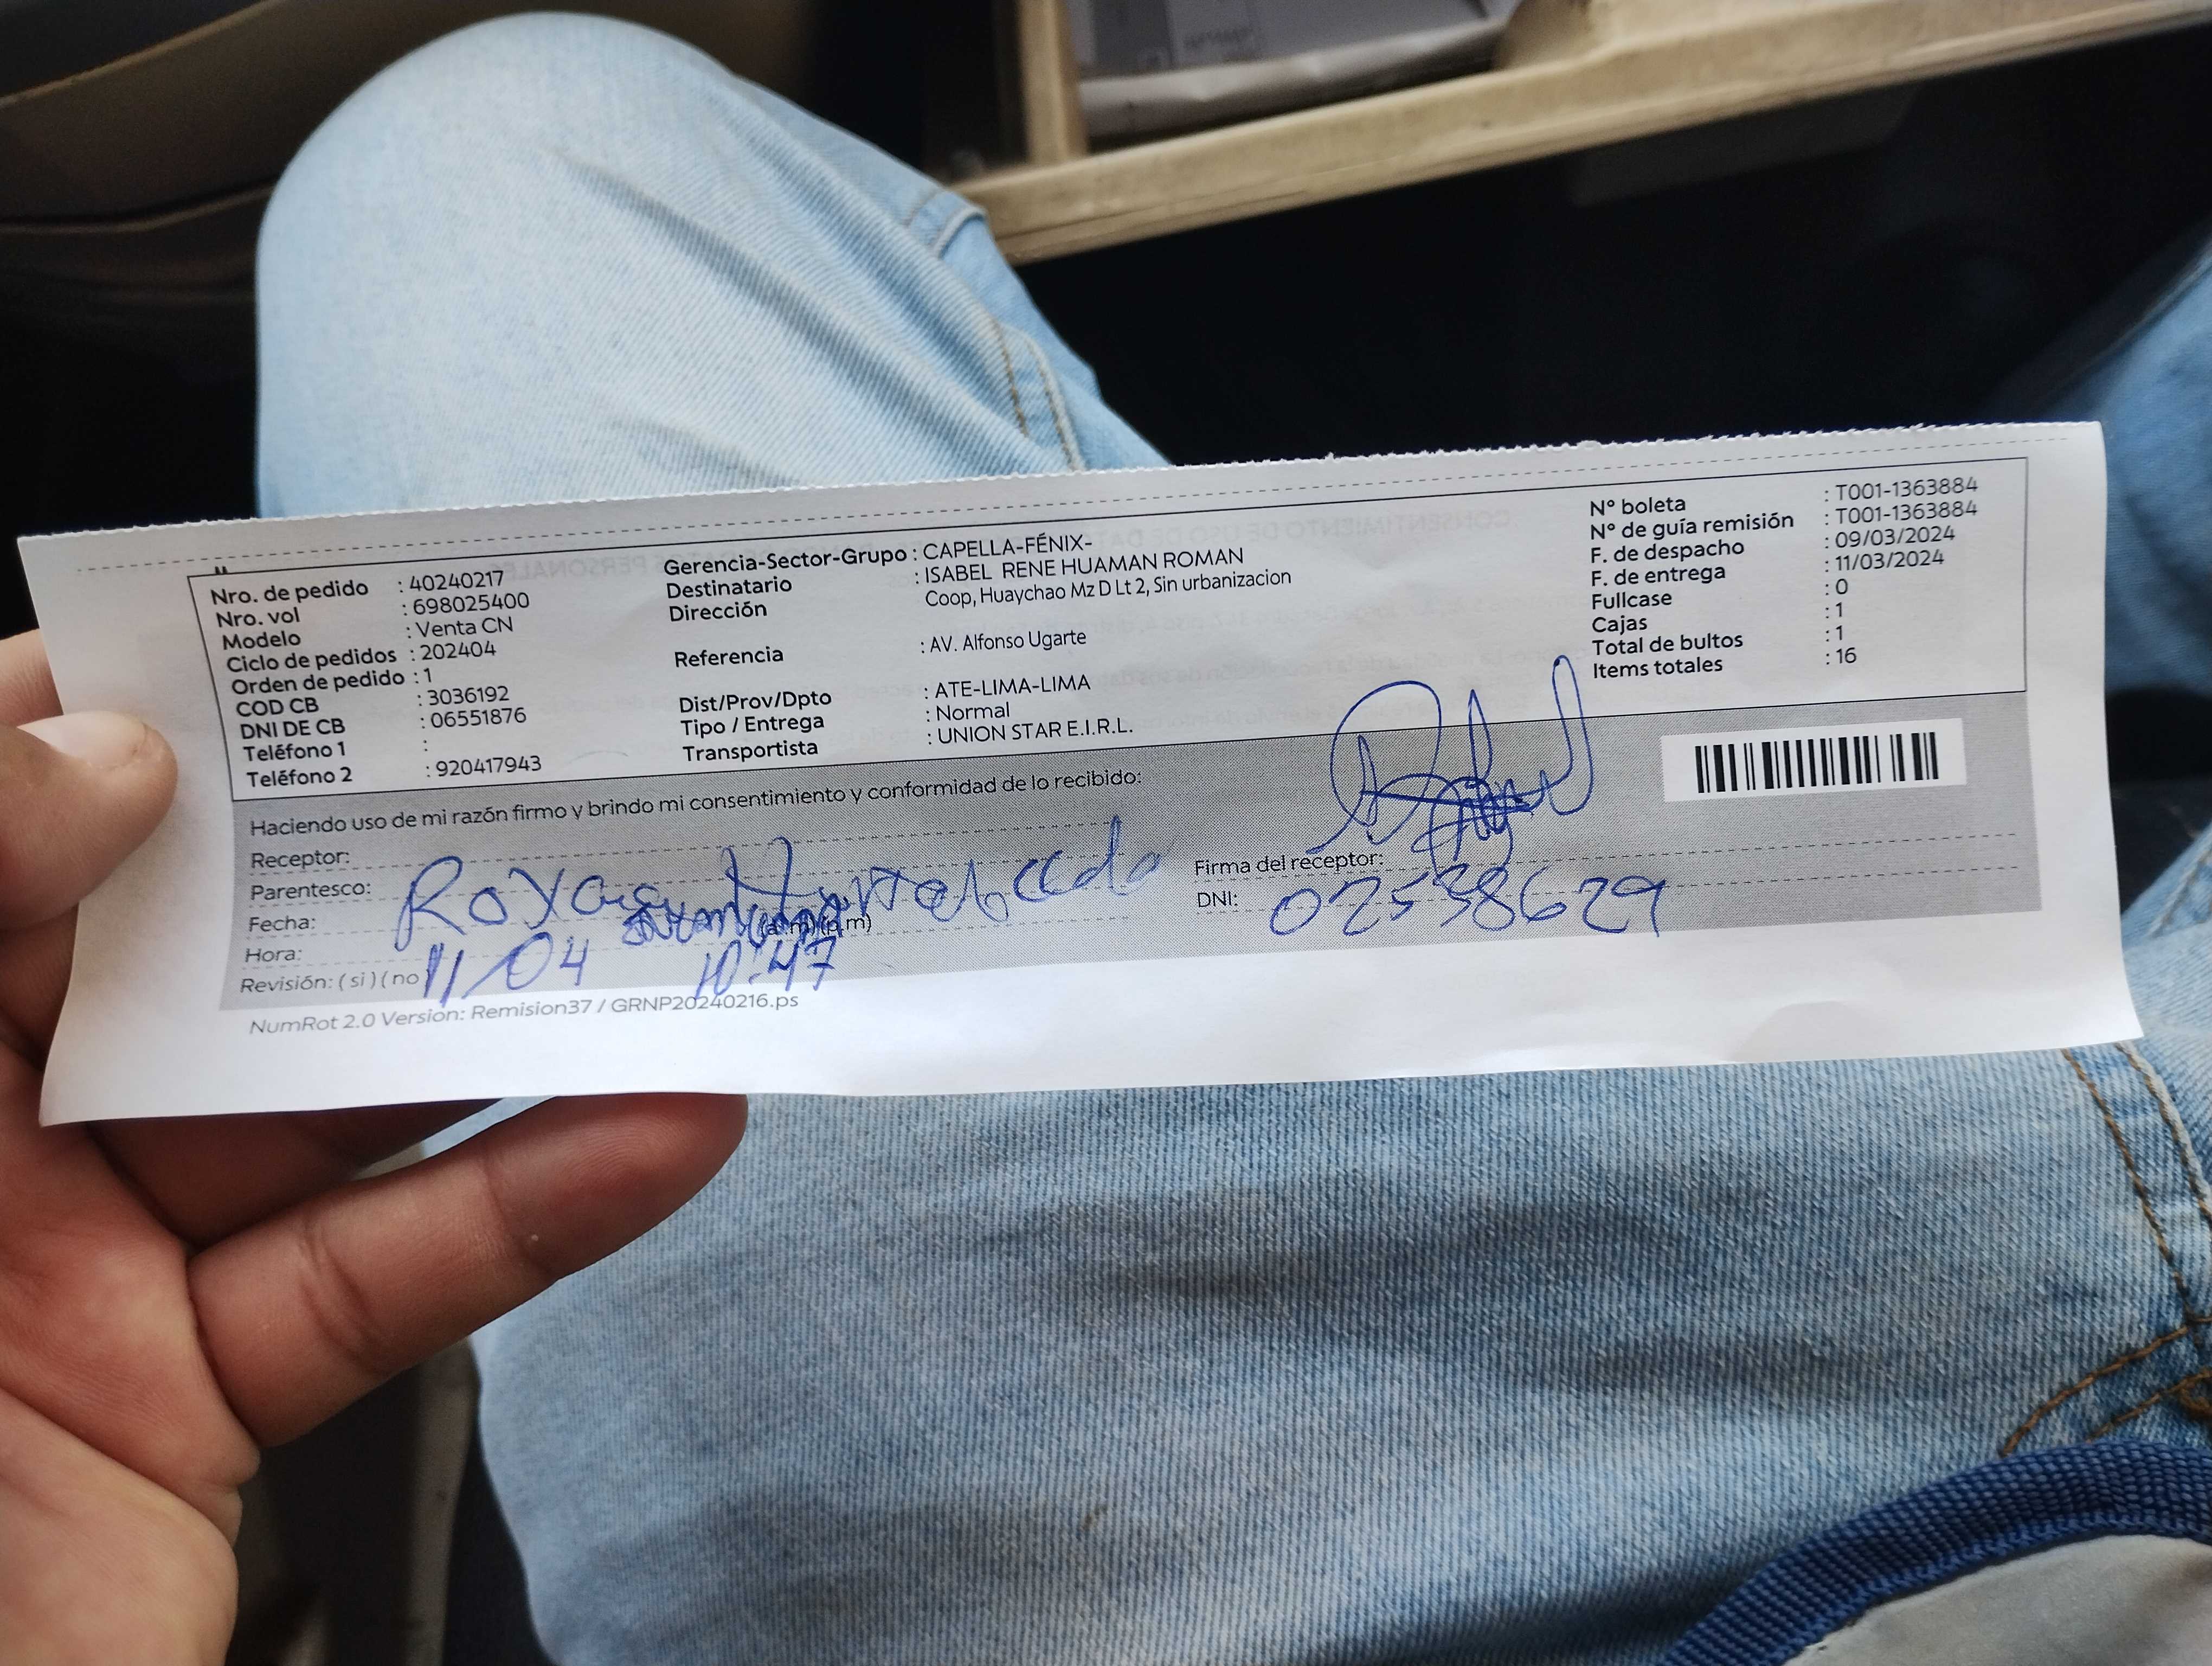 Nro. de pedido : 40240217
Nro. vol : 698025400
Modelo : Venta CN
Ciclo de pedidos : 202404
Orden de pedido : 1
COD CB : 3036192
DNI DE CB : 06551876
Teléfono 1 :
Teléfono 2 : 920417943
Gerencia-Sector-Grupo : CAPELLA-FÉNIX-
Destinatario : ISABEL RENE HUAMAN ROMAN
Dirección Coop, Huaychao Mz D Lt 2, Sin urbanizacion
Referencia : AV. Alfonso Ugarte
Dist/Prov/Dpto : ATE-LIMA-LIMA
Tipo / Entrega : Normal
Transportista : UNION STAR E.I.R.L.
N° boleta : T001-1363884
N° de guía remisión : T001-1363884
F. de despacho : 09/03/2024
F. de entrega : 11/03/2024
Fullcase : 0
Cajas : 1
Total de bultos : 1
Items totales : 16
Haciendo uso de mi razón firmo y brindo mi consentimiento y conformidad de lo recibido:
Receptor:
Parentesco:
Fecha:
Hora: (a.m)(p.m)
Revisión: ( si ) ( no 11/04 10:47
Firma del receptor:
DNI: 02538629
NumRot 2.0 Version: Remision37 / GRNP20240216.ps